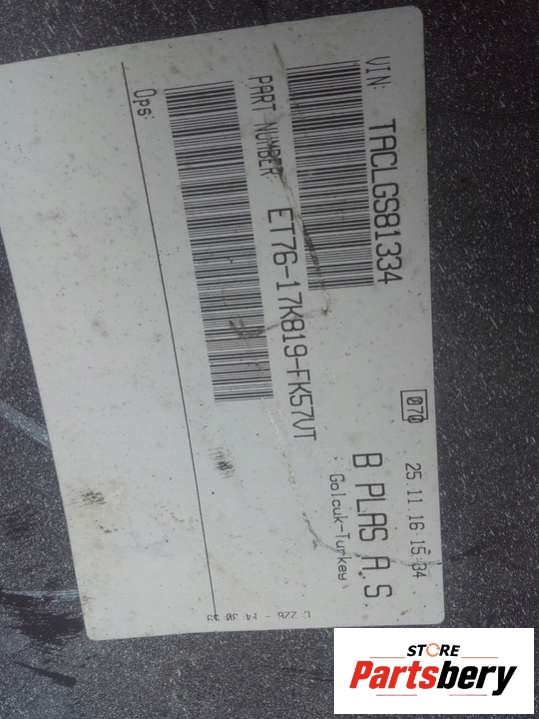 VIN: TACLGS81334
070
25.11.16 15:34
PART NUMBER: ET76-17K819-FK57VT
B PLAS A.S.
Golcuk-Turkey
Ops:
STORE
Partsbery